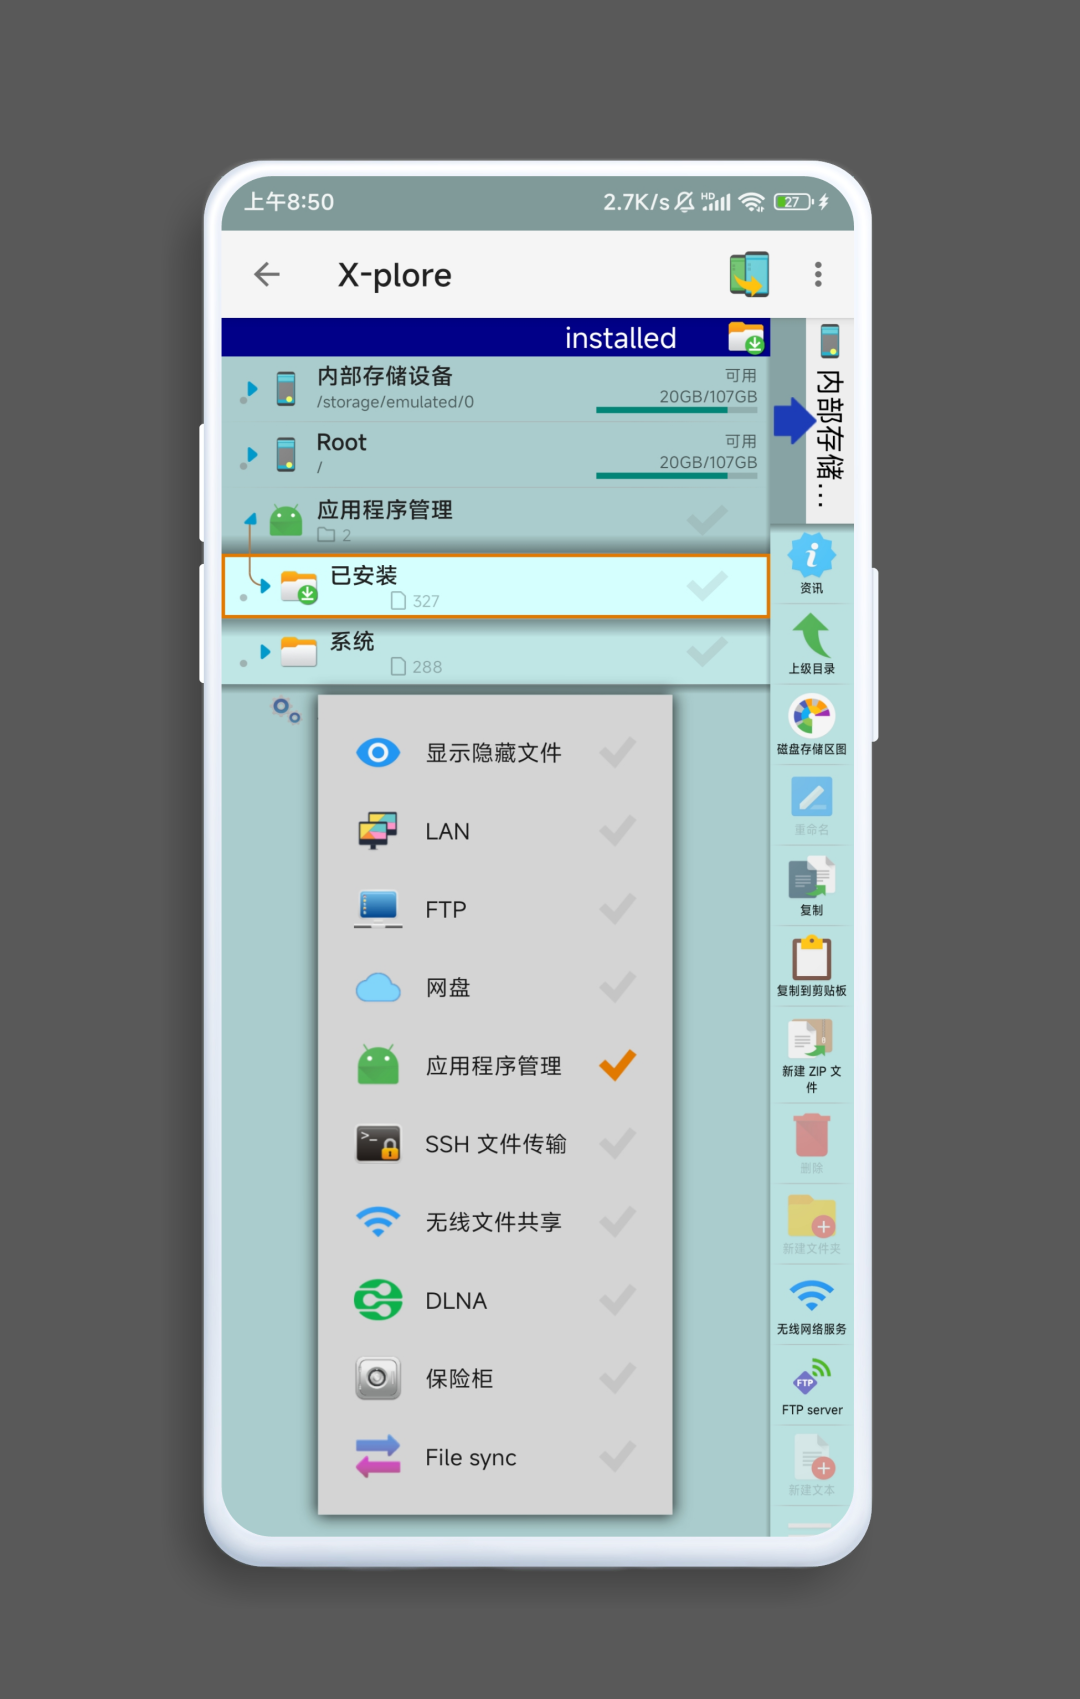 上午8:50
2.7K/s
HD
27
X-plore
installed
内部存储设备
/storage/emulated/0
可用
20GB/107GB
Root
/
可用
20GB/107GB
应用程序管理
2
已安装
327
系统
288
显示隐藏文件
LAN
FTP
网盘
应用程序管理
SSH 文件传输
无线文件共享
DLNA
保险柜
File sync
内部存储...
资讯
上级目录
磁盘存储区图
重命名
复制
复制到剪贴板
新建 ZIP 文
件
删除
新建文件夹
无线网络服务
FTP
FTP server
新建文本